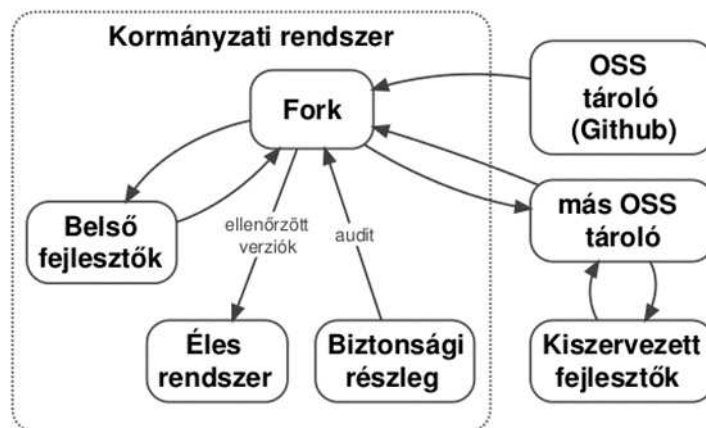 Kormányzati rendszer
Fork
OSS
tároló
(Github)
Belső
fejlesztők
ellenőrzött
verziók
audit
más OSS
tároló
Éles
rendszer
Biztonsági
részleg
Kiszervezett
fejlesztők